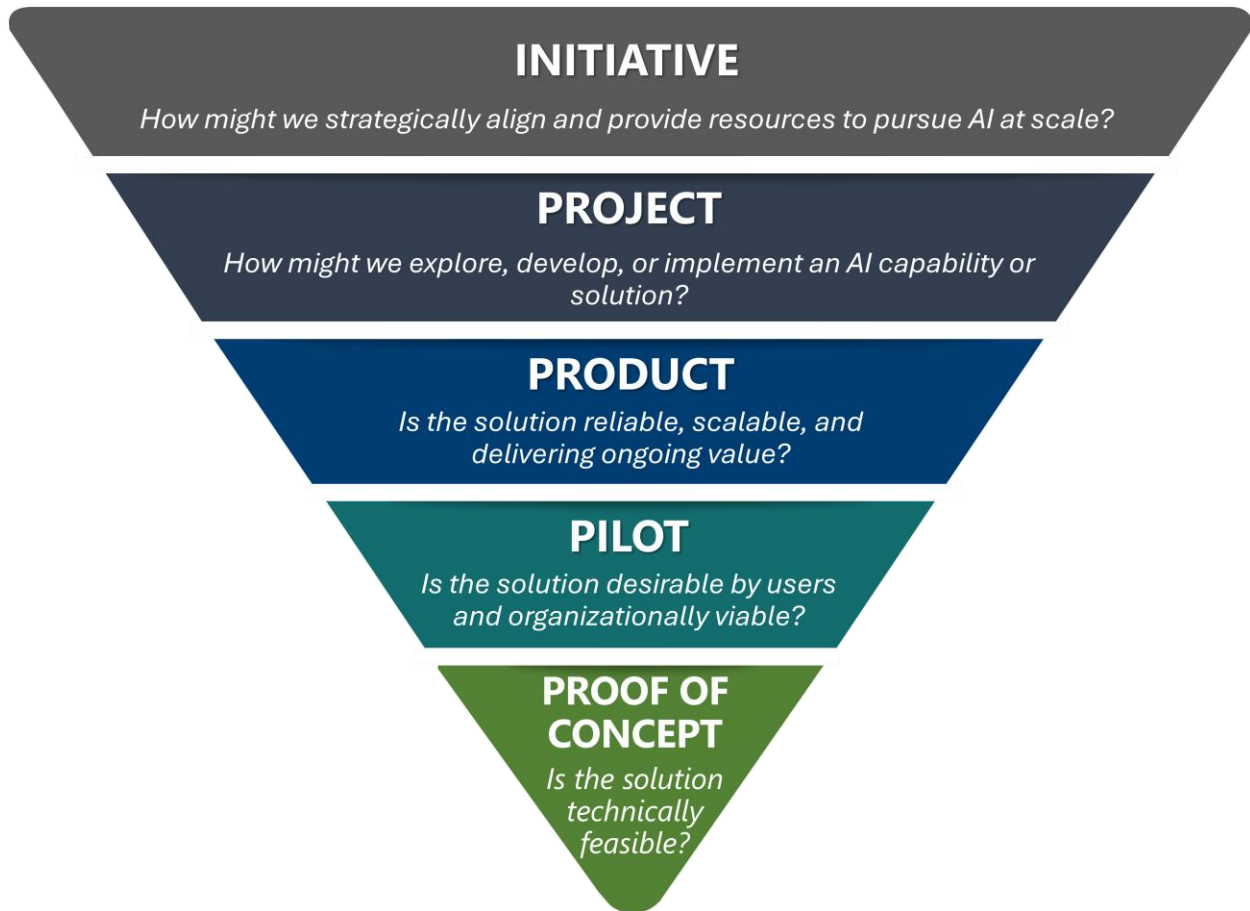 INITIATIVE
How might we strategically align and provide resources to pursue AI at scale?
PROJECT
How might we explore, develop, or implement an AI capability or
solution?
PRODUCT
Is the solution reliable, scalable, and
delivering ongoing value?
PILOT
Is the solution desirable by users
and organizationally viable?
PROOF OF
CONCEPT
Is the solution
technically
feasible?